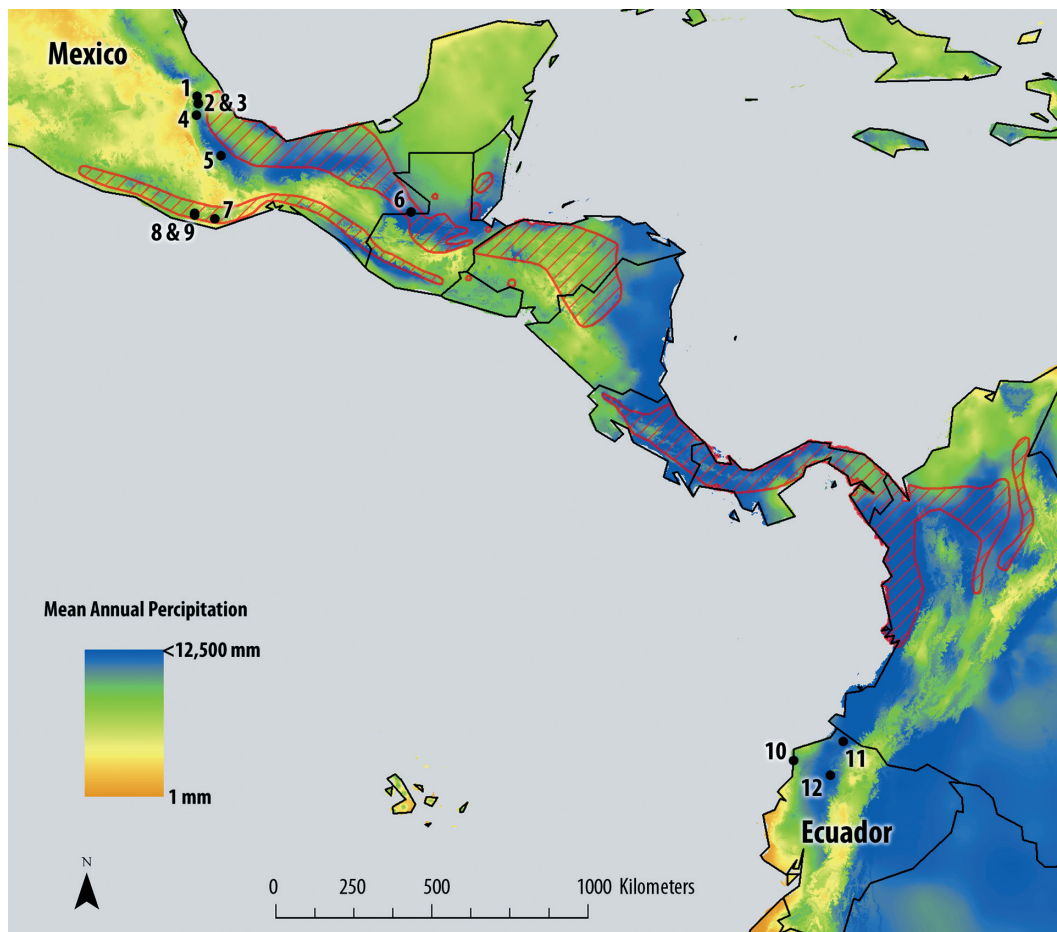 Mexico
1
2 & 3
4
5
6
7
8 & 9
Mean Annual Percipitation
<12,500 mm
1 mm
10
11
12
Ecuador
N
0 250 500 1000 Kilometers